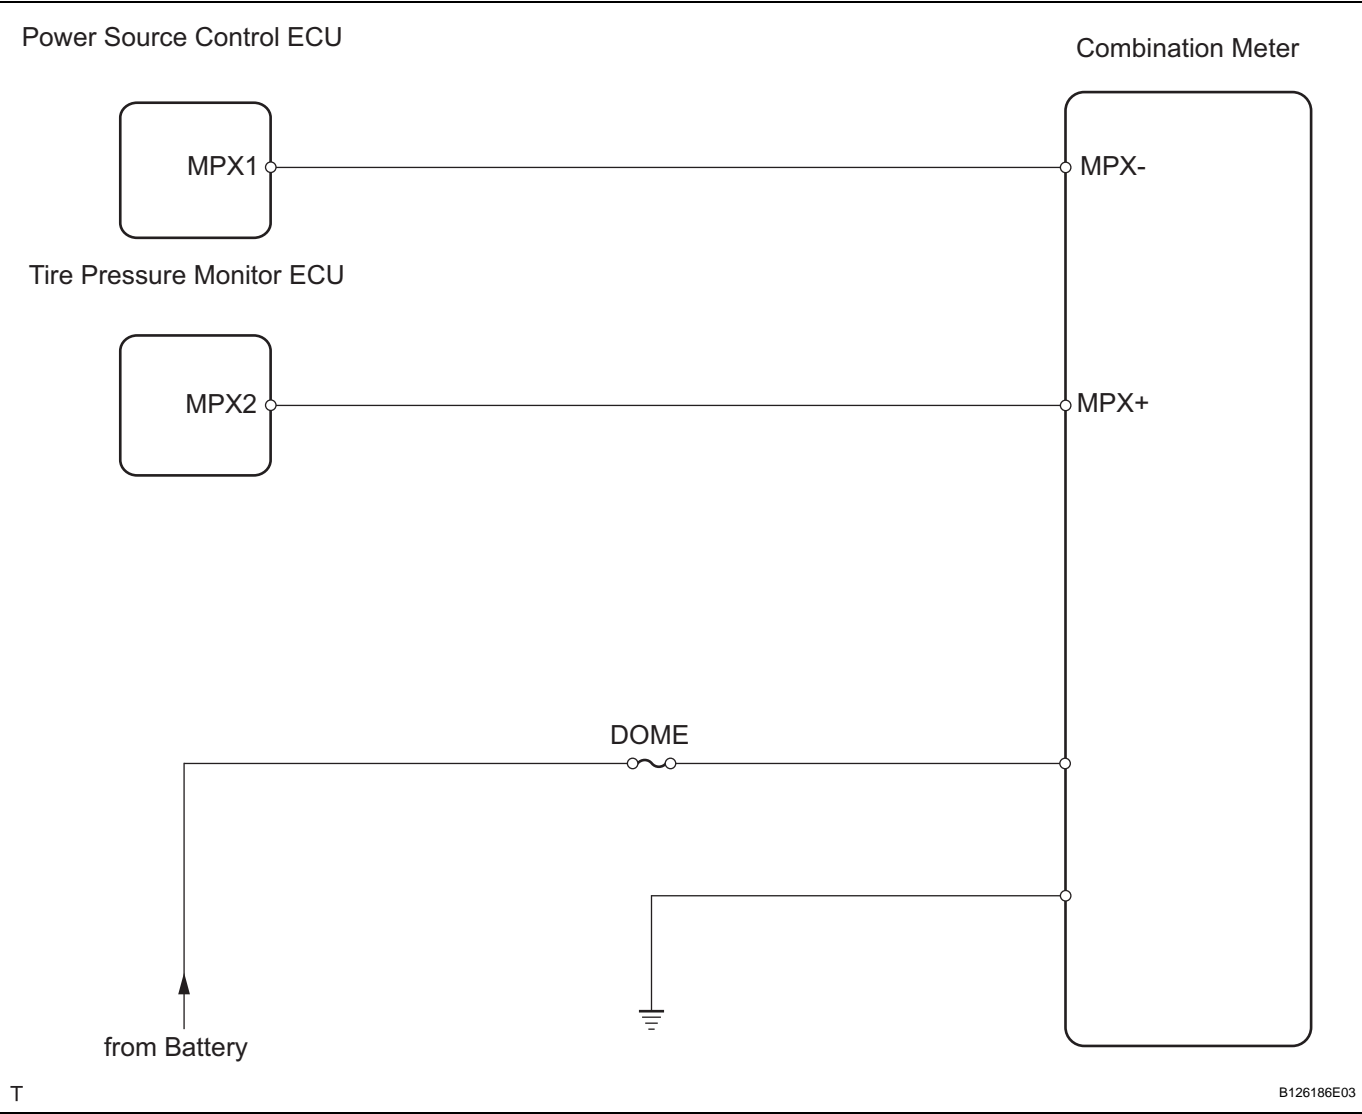 Power Source Control ECU
Combination Meter
MPX1
MPX-
Tire Pressure Monitor ECU
MPX2
MPX+
DOME
from Battery
T
B126186E03